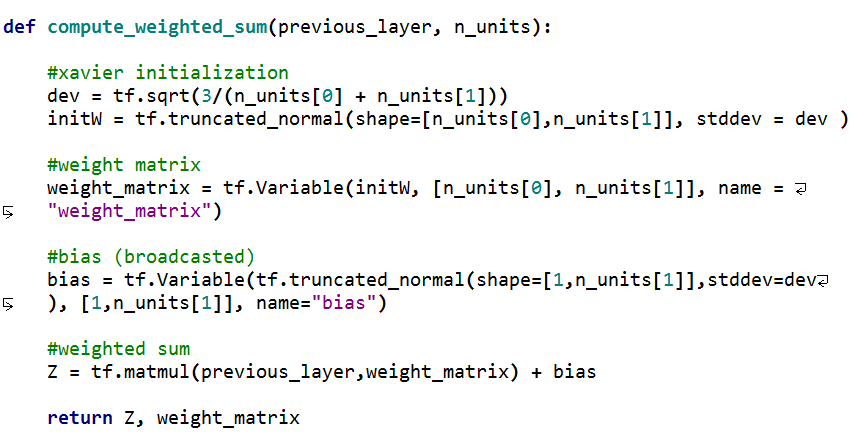 def compute_weighted_sum(previous_layer, n_units):
#xavier initialization
dev = tf.sqrt(3/(n_units[0] + n_units[1]))
initW = tf.truncated_normal(shape=[n_units[0],n_units[1]], stddev = dev )
#weight matrix
weight_matrix = tf.Variable(initW, [n_units[0], n_units[1]], name =
"weight_matrix")
#bias (broadcasted)
bias = tf.Variable(tf.truncated_normal(shape=[1,n_units[1]],stddev=dev
), [1,n_units[1]], name="bias")
#weighted sum
Z = tf.matmul(previous_layer,weight_matrix) + bias
return Z, weight_matrix